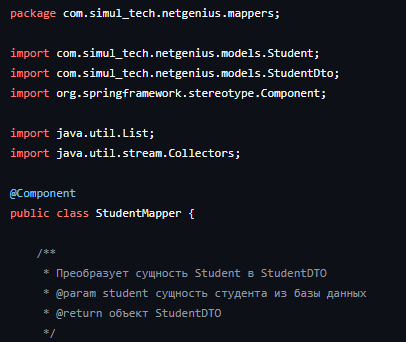 package com.simul_tech.netgenius.mappers;
import com.simul_tech.netgenius.models.Student;
import com.simul_tech.netgenius.models.StudentDto;
import org.springframework.stereotype.Component;
import java.util.List;
import java.util.stream.Collectors;
@Component
public class StudentMapper {
/**
* Преобразует сущность Student в StudentDTO
* @param student сущность студента из базы данных
* @return объект StudentDTO
*/